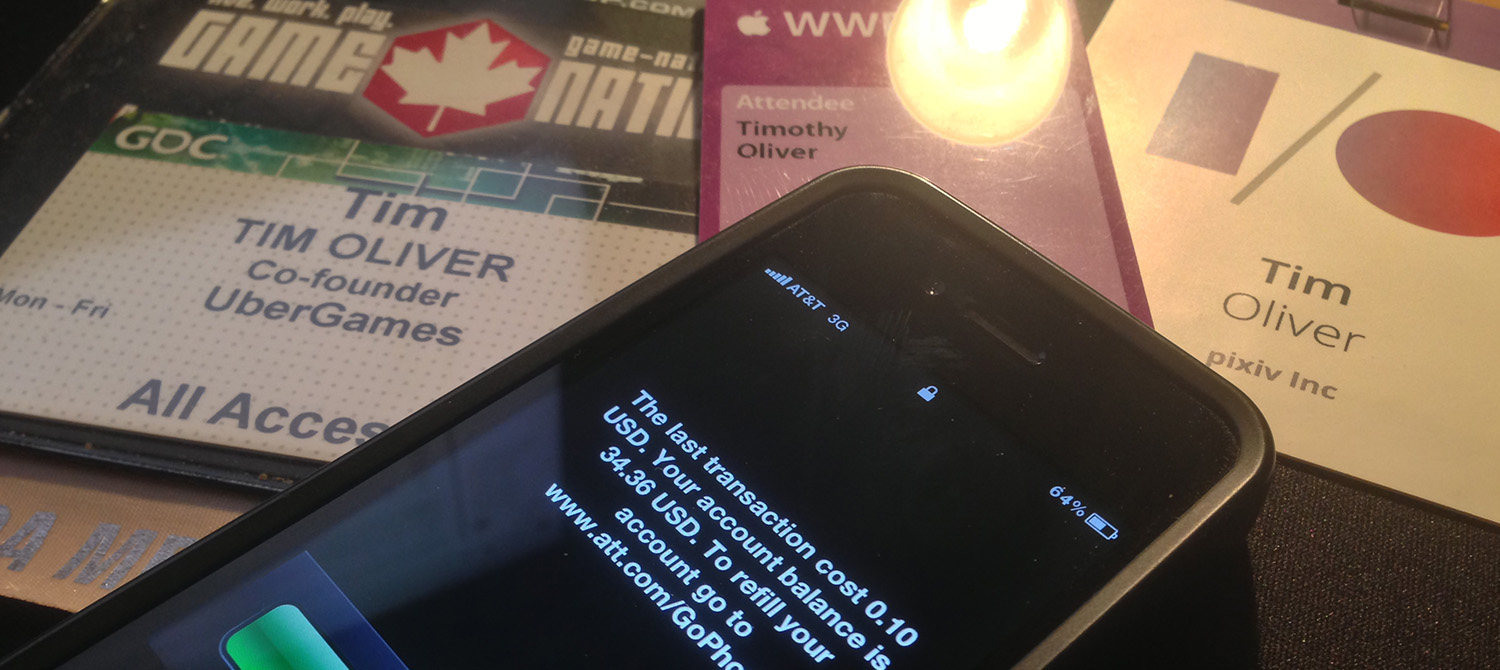 live. work. play.
GAME
NATI
game-na
F.COM
GDC
Tim
TIM OLIVER
Co-founder
UberGames
Mon - Fri
All Acces
WW
Attendee
Timothy
Oliver
I/O
Tim
Oliver
pixiv Inc
AT&T 3G
64%
The last transaction cost 0.10
USD. Your account balance is
34.36 USD. To refill your
account go to
www.att.com/GoPho